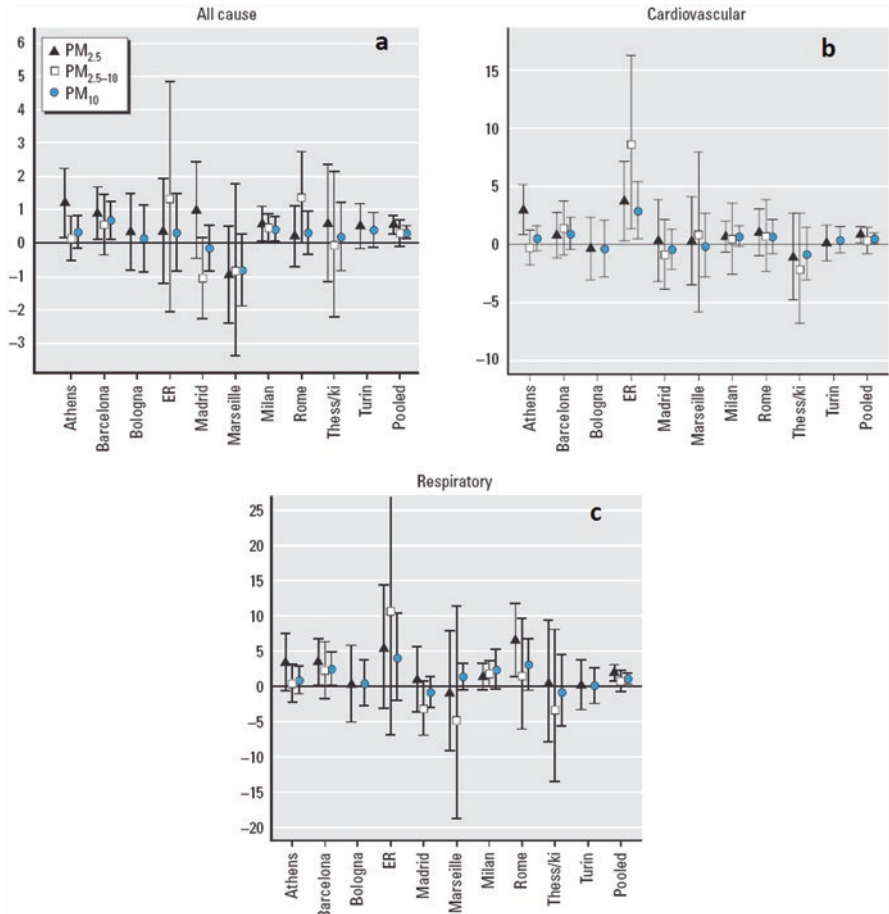 All cause
a
PM2.5
PM2.5–10
PM10
6
5
4
3
2
1
0
–1
–2
–3
Athens
Barcelona
Bologna
ER
Madrid
Marseille
Milan
Rome
Thess/ki
Turin
Pooled
Cardiovascular
b
15
10
5
0
–5
–10
Athens
Barcelona
Bologna
ER
Madrid
Marseille
Milan
Rome
Thess/ki
Turin
Pooled
Respiratory
c
25
20
15
10
5
0
–5
–10
–15
–20
Athens
Barcelona
Bologna
ER
Madrid
Marseille
Milan
Rome
Thess/ki
Turin
Pooled